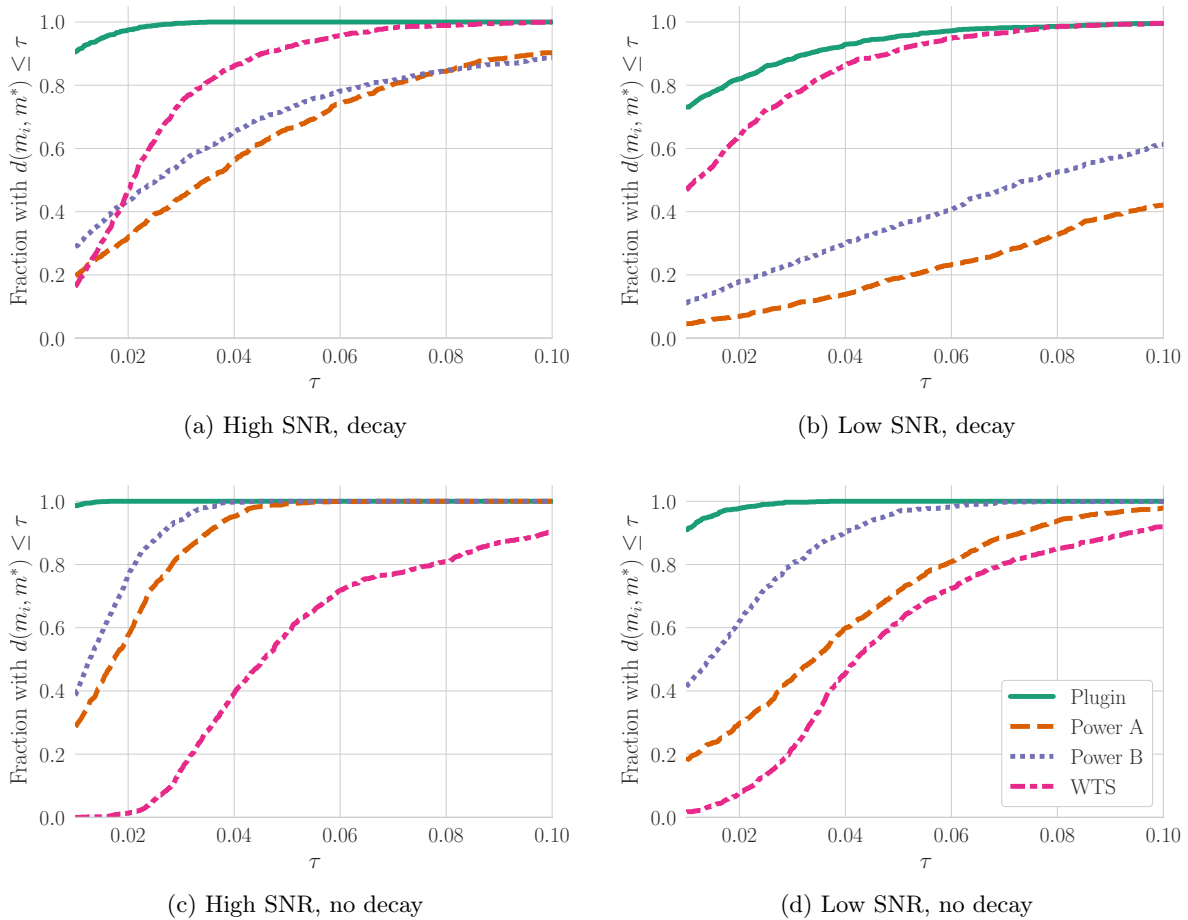 1.0
0.8
0.6
0.4
0.2
0.0
Fraction with d(m_i, m*) ≤ τ
0.02 0.04 0.06 0.08 0.10
τ
(a) High SNR, decay
1.0
0.8
0.6
0.4
0.2
0.0
Fraction with d(m_i, m*) ≤ τ
0.02 0.04 0.06 0.08 0.10
τ
(b) Low SNR, decay
1.0
0.8
0.6
0.4
0.2
0.0
Fraction with d(m_i, m*) ≤ τ
0.02 0.04 0.06 0.08 0.10
τ
(c) High SNR, no decay
1.0
0.8
0.6
0.4
0.2
0.0
Fraction with d(m_i, m*) ≤ τ
Plugin
Power A
Power B
WTS
0.02 0.04 0.06 0.08 0.10
τ
(d) Low SNR, no decay